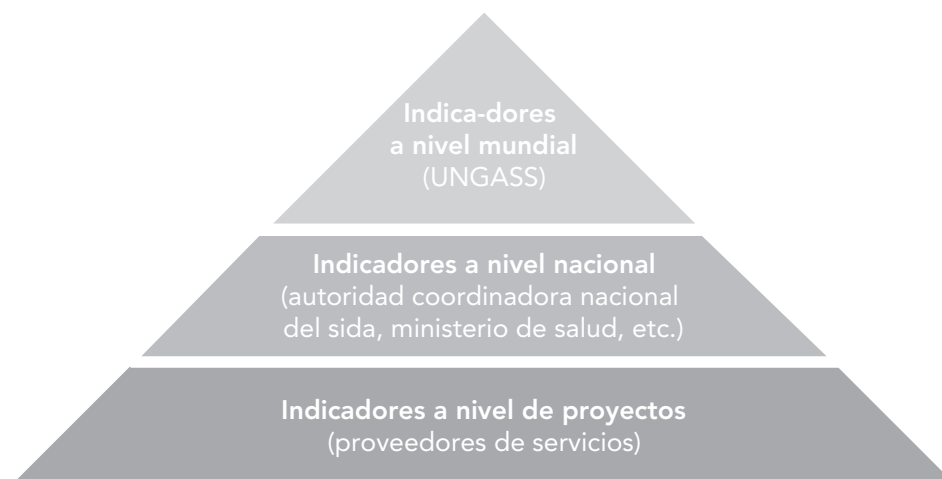 Indica-dores
a nivel mundial
(UNGASS)
Indicadores a nivel nacional
(autoridad coordinadora nacional
del sida, ministerio de salud, etc.)
Indicadores a nivel de proyectos
(proveedores de servicios)